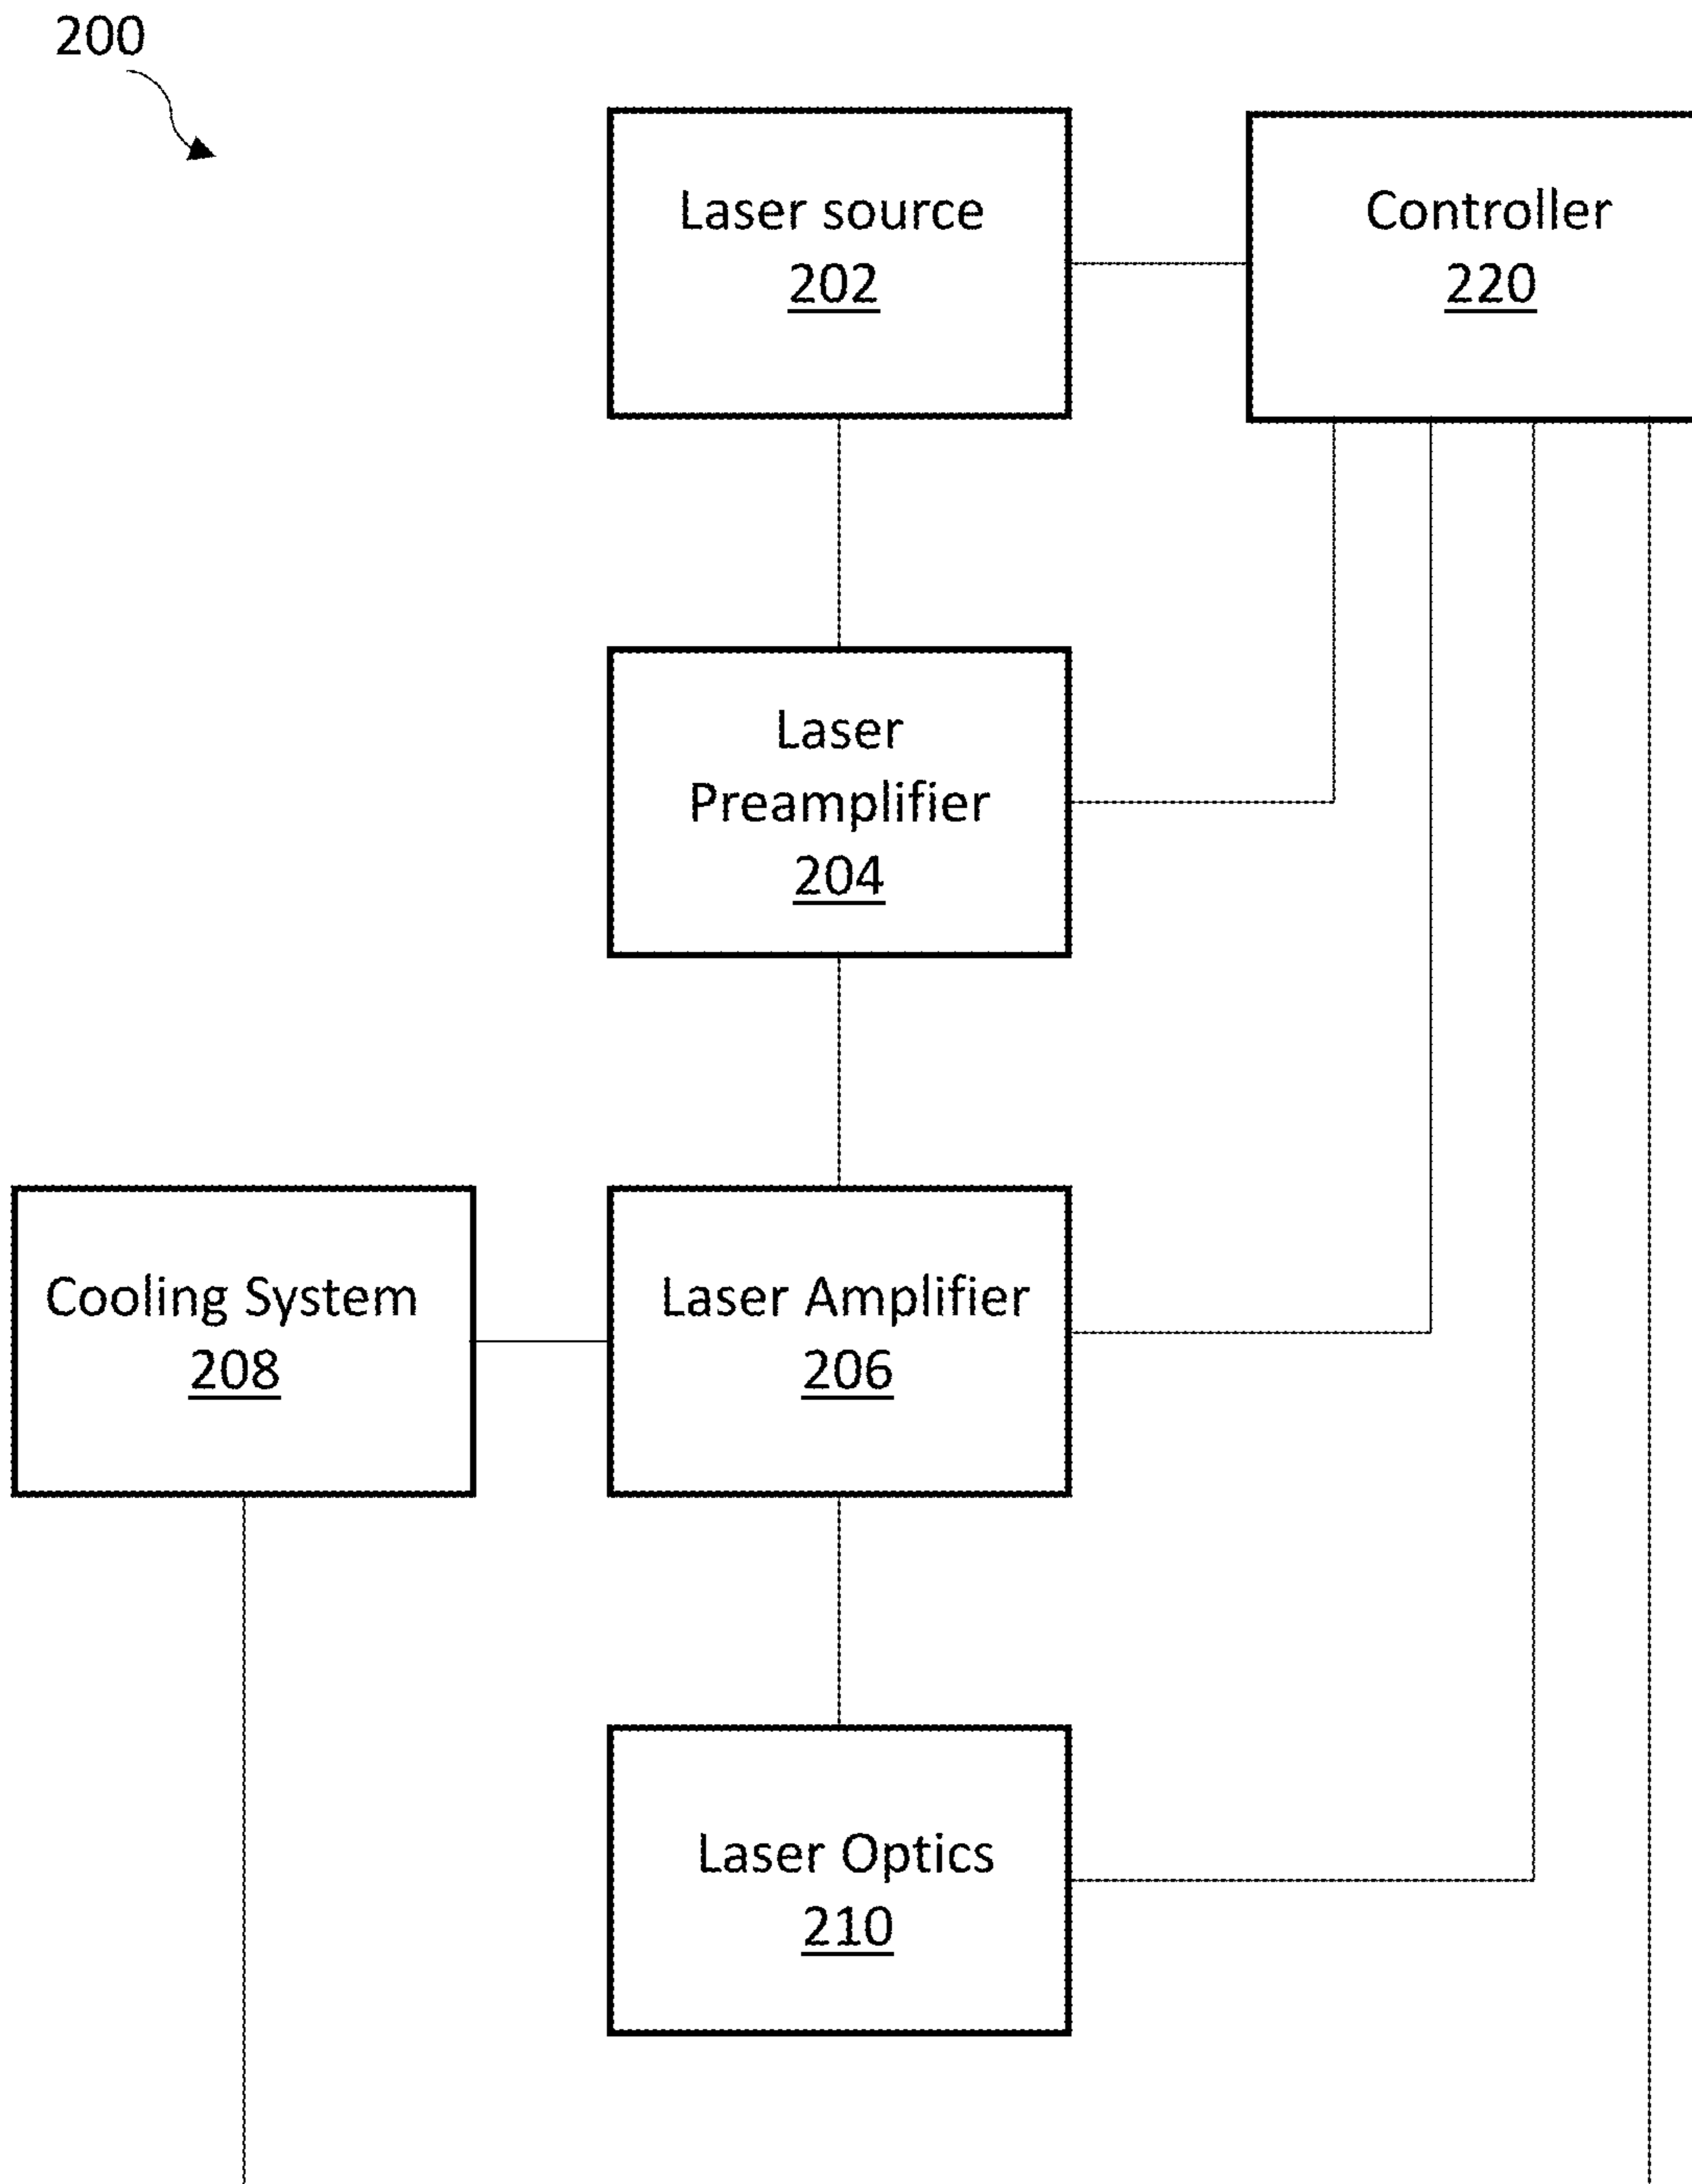 200
Laser source
202
Controller
220
Laser
Preamplifier
204
Cooling System
208
Laser Amplifier
206
Laser Optics
210